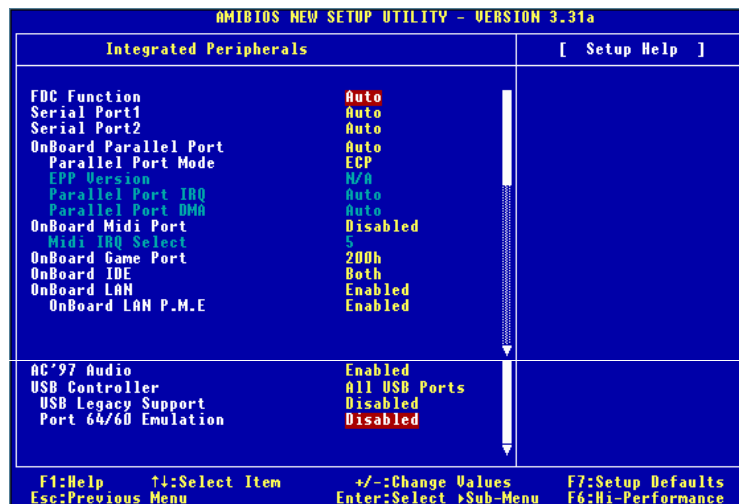 AMIBIOS NEW SETUP UTILITY - VERSION 3.31a
Integrated Peripherals
[ Setup Help ]
FDC Function Auto
Serial Port1 Auto
Serial Port2 Auto
OnBoard Parallel Port Auto
Parallel Port Mode ECP
EPP Version N/A
Parallel Port IRQ Auto
Parallel Port DMA Auto
OnBoard Midi Port Disabled
Midi IRQ Select 5
OnBoard Game Port 200h
OnBoard IDE Both
OnBoard LAN Enabled
OnBoard LAN P.M.E Enabled
AC'97 Audio Enabled
USB Controller All USB Ports
USB Legacy Support Disabled
Port 64/60 Emulation Disabled
F1:Help ↑↓:Select Item +/-:Change Values F7:Setup Defaults
Esc:Previous Menu Enter:Select ▸Sub-Menu F6:Hi-Performance